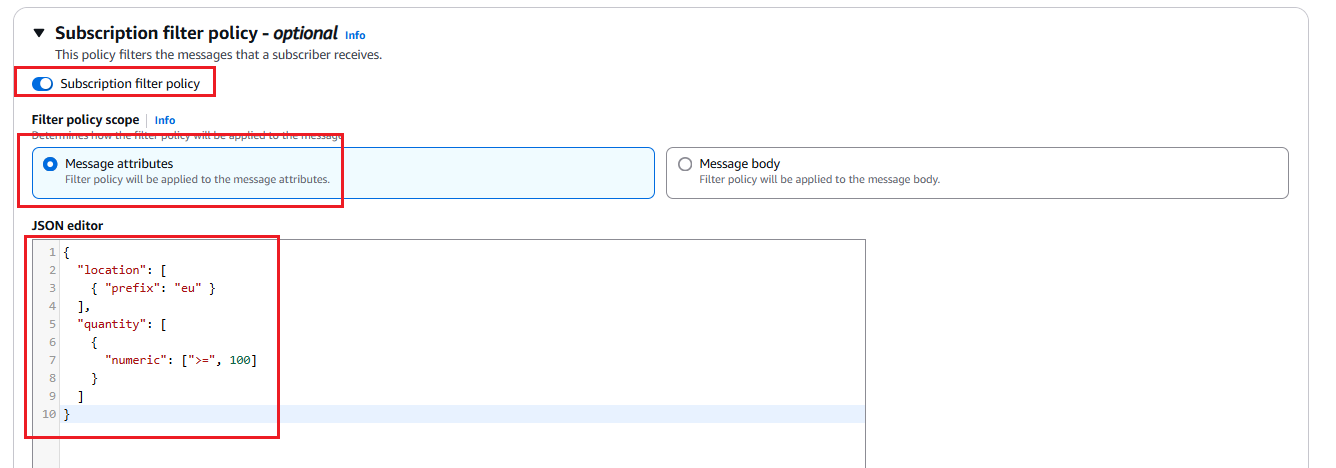 Subscription filter policy - optional Info
This policy filters the messages that a subscriber receives.
Subscription filter policy
Filter policy scope Info
Determines how the filter policy will be applied to the message
Message attributes
Filter policy will be applied to the message attributes.
Message body
Filter policy will be applied to the message body.
JSON editor
1 {
2 "location": [
3 { "prefix": "eu" }
4 ],
5 "quantity": [
6 {
7 "numeric": [">=", 100]
8 }
9 ]
10 }